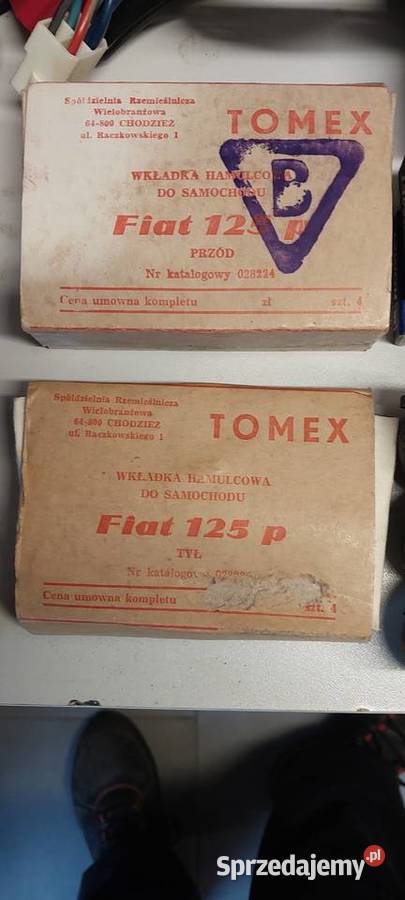 Spółdzielnia Rzemieślnicza
Wielobranżowa
64-800 CHODZIEŻ
ul. Raczkowskiego 1
TOMEX
B
WKŁADKA HAMULCOWA
DO SAMOCHODU
Fiat 125 p
PRZÓD
Nr katalogowy 028224
Cena umowna kompletu zł szt. 4
Spółdzielnia Rzemieślnicza
Wielobranżowa
64-800 CHODZIEŻ
ul. Raczkowskiego 1
TOMEX
WKŁADKA HAMULCOWA
DO SAMOCHODU
Fiat 125 p
TYŁ
Nr katalogowy
Cena umowna kompletu szt. 4
Sprzedajemy.pl